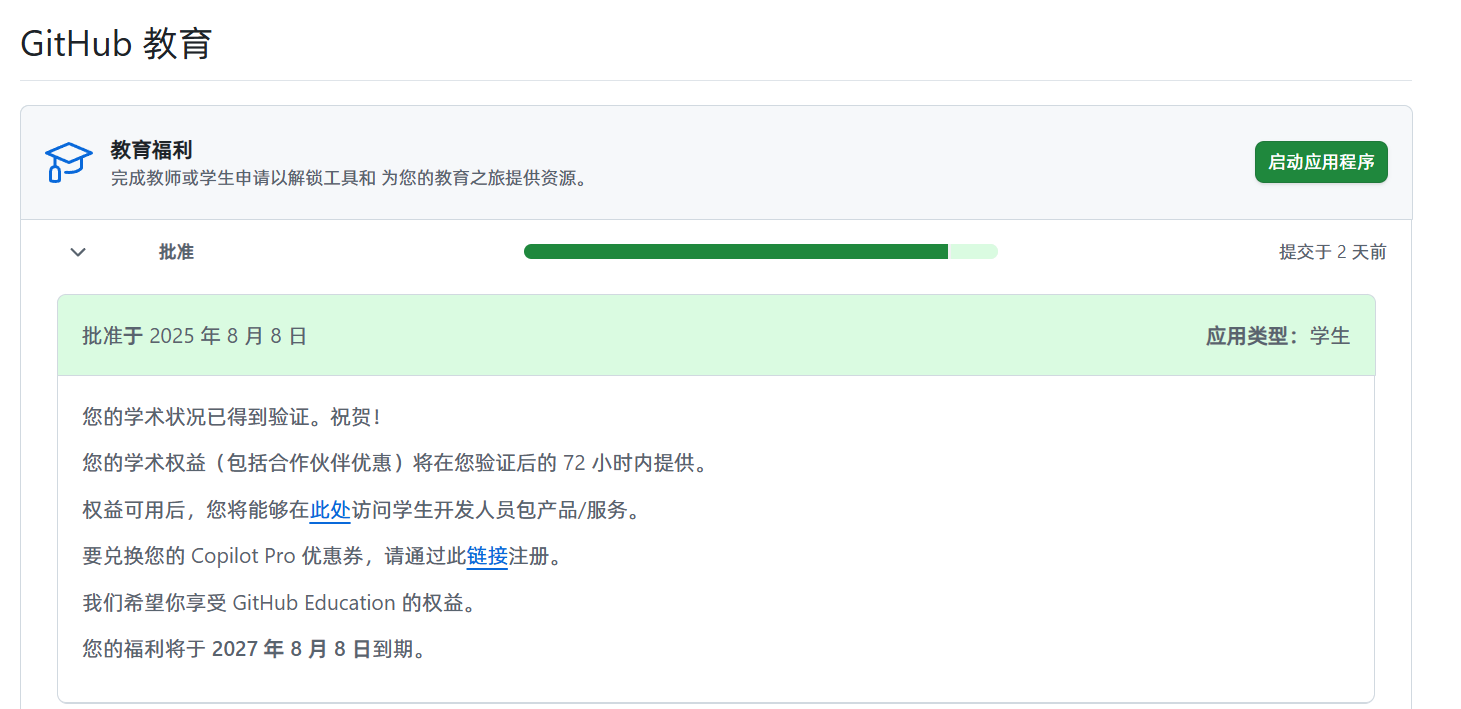 GitHub 教育
教育福利
完成教师或学生申请以解锁工具和 为您的教育之旅提供资源。
启动应用程序
批准
提交于 2 天前
批准于 2025 年 8 月 8 日
应用类型：学生
您的学术状况已得到验证。祝贺！
您的学术权益（包括合作伙伴优惠）将在您验证后的 72 小时内提供。
权益可用后，您将能够在此处访问学生开发人员包产品/服务。
要兑换您的 Copilot Pro 优惠券，请通过此链接注册。
我们希望你享受 GitHub Education 的权益。
您的福利将于 2027 年 8 月 8 日到期。